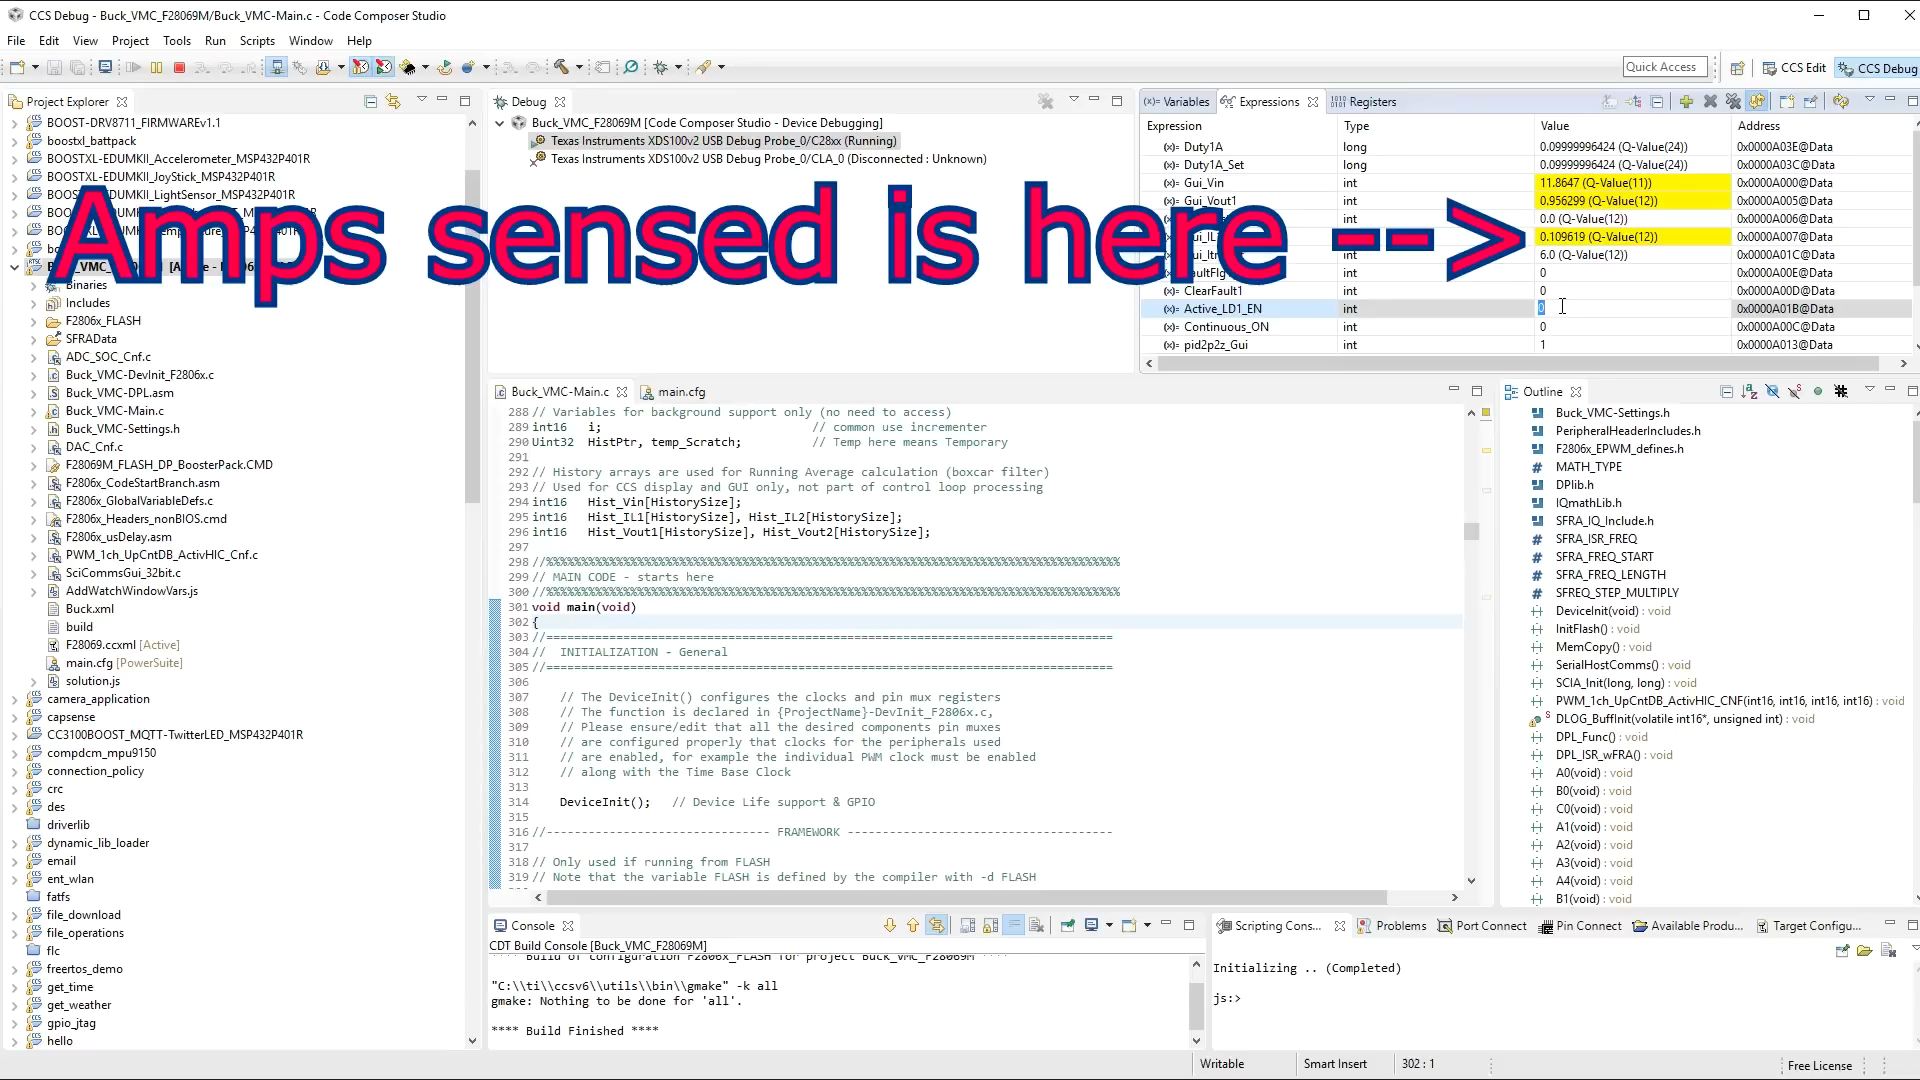 CCS Debug - Buck_VMC_F28069M/Buck_VMC-Main.c - Code Composer Studio
File Edit View Project Tools Run Scripts Window Help
Quick Access
CCS Edit
CCS Debug
Project Explorer
BOOST-DRV8711_FIRMWAREv1.1
boostxl_battpack
BOOSTXL-EDUMKII_Accelerometer_MSP432P401R
BOOSTXL-EDUMKII_JoyStick_MSP432P401R
BOOSTXL-EDUMKII_LightSensor_MSP432P401R
Binaries
Includes
F2806x_FLASH
SFRAData
ADC_SOC_Cnf.c
Buck_VMC-DevInit_F2806x.c
Buck_VMC-DPL.asm
Buck_VMC-Main.c
Buck_VMC-Settings.h
DAC_Cnf.c
F28069M_FLASH_DP_BoosterPack.CMD
F2806x_CodeStartBranch.asm
F2806x_GlobalVariableDefs.c
F2806x_Headers_nonBIOS.cmd
F2806x_usDelay.asm
PWM_1ch_UpCntDB_ActivHIC_Cnf.c
SciCommsGui_32bit.c
AddWatchWindowVars.js
Buck.xml
build
F28069.ccxml [Active]
main.cfg [PowerSuite]
solution.js
camera_application
capsense
CC3100BOOST_MQTT-TwitterLED_MSP432P401R
compdcm_mpu9150
connection_policy
crc
des
driverlib
dynamic_lib_loader
email
ent_wlan
fatfs
file_download
file_operations
flc
freertos_demo
get_time
get_weather
gpio_jtag
hello
Debug
Buck_VMC_F28069M [Code Composer Studio - Device Debugging]
Texas Instruments XDS100v2 USB Debug Probe_0/C28xx (Running)
Texas Instruments XDS100v2 USB Debug Probe_0/CLA_0 (Disconnected : Unknown)
Amps sensed is here -->
(x)= Variables
Expressions
Registers
Expression Type Value Address
(x)= Duty1A long 0.09999996424 (Q-Value(24)) 0x0000A03E@Data
(x)= Duty1A_Set long 0.09999996424 (Q-Value(24)) 0x0000A03C@Data
(x)= Gui_Vin int 11.8647 (Q-Value(11)) 0x0000A000@Data
(x)= Gui_Vout1 int 0.956299 (Q-Value(12)) 0x0000A005@Data
0.0 (Q-Value(12)) 0x0000A006@Data
0.109619 (Q-Value(12)) 0x0000A007@Data
6.0 (Q-Value(12)) 0x0000A01C@Data
int 0 0x0000A00E@Data
(x)= ClearFault1 int 0 0x0000A00D@Data
(x)= Active_LD1_EN int 0 0x0000A01B@Data
(x)= Continuous_ON int 0 0x0000A00C@Data
(x)= pid2p2z_Gui int 1 0x0000A013@Data
Buck_VMC-Main.c
main.cfg
288 // Variables for background support only (no need to access)
289 int16 i; // common use incrementer
290 Uint32 HistPtr, temp_Scratch; // Temp here means Temporary
291
292 // History arrays are used for Running Average calculation (boxcar filter)
293 // Used for CCS display and GUI only, not part of control loop processing
294 int16 Hist_Vin[HistorySize];
295 int16 Hist_IL1[HistorySize], Hist_IL2[HistorySize];
296 int16 Hist_Vout1[HistorySize], Hist_Vout2[HistorySize];
297
298 //%%%%%%%%%%%%%%%%%%%%%%%%%%%%%%%%%%%%%%%%%%%%%%%%%%%%%%%%%%%%%%%%%%%%%%%%%%%%%%%%%%
299 // MAIN CODE - starts here
300 //%%%%%%%%%%%%%%%%%%%%%%%%%%%%%%%%%%%%%%%%%%%%%%%%%%%%%%%%%%%%%%%%%%%%%%%%%%%%%%%%%%
301 void main(void)
302 {
303 //=================================================================================
304 // INITIALIZATION - General
305 //=================================================================================
306
307 // The DeviceInit() configures the clocks and pin mux registers
308 // The function is declared in {ProjectName}-DevInit_F2806x.c,
309 // Please ensure/edit that all the desired components pin muxes
310 // are configured properly that clocks for the peripherals used
311 // are enabled, for example the individual PWM clock must be enabled
312 // along with the Time Base Clock
313
314 DeviceInit(); // Device Life support & GPIO
315
316 //-------------------------------- FRAMEWORK --------------------------------------
317
318 // Only used if running from FLASH
319 // Note that the variable FLASH is defined by the compiler with -d FLASH
Outline
Buck_VMC-Settings.h
PeripheralHeaderIncludes.h
F2806x_EPWM_defines.h
MATH_TYPE
DPlib.h
IQmathLib.h
SFRA_IQ_Include.h
SFRA_ISR_FREQ
SFRA_FREQ_START
SFRA_FREQ_LENGTH
SFREQ_STEP_MULTIPLY
DeviceInit(void) : void
InitFlash() : void
MemCopy() : void
SerialHostComms() : void
SCIA_Init(long, long) : void
PWM_1ch_UpCntDB_ActivHIC_CNF(int16, int16, int16, int16) : void
DLOG_BuffInit(volatile int16*, unsigned int) : void
DPL_Func() : void
DPL_ISR_wFRA() : void
A0(void) : void
B0(void) : void
C0(void) : void
A1(void) : void
A2(void) : void
A3(void) : void
A4(void) : void
B1(void) : void
Console
CDT Build Console [Buck_VMC_F28069M]
**** Build of configuration F2806x_FLASH for project Buck_VMC_F28069M ****
"C:\\ti\\ccsv6\\utils\\bin\\gmake" -k all
gmake: Nothing to be done for 'all'.
**** Build Finished ****
Scripting Cons...
Problems
Port Connect
Pin Connect
Available Produ...
Target Configu...
Initializing .. (Completed)
js:>
Writable
Smart Insert
302 : 1
Free License